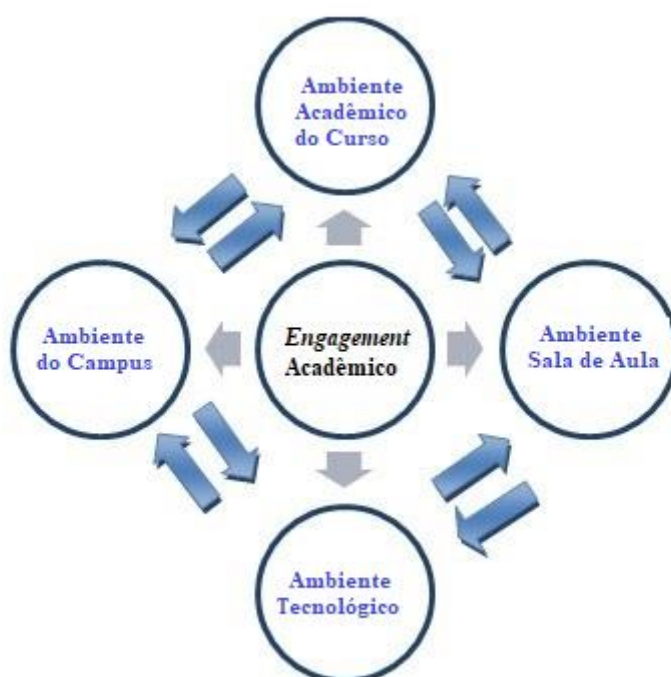 Ambiente
Acadêmico
do Curso
Ambiente
do Campus
Engagement
Acadêmico
Ambiente
Sala de Aula
Ambiente
Tecnológico